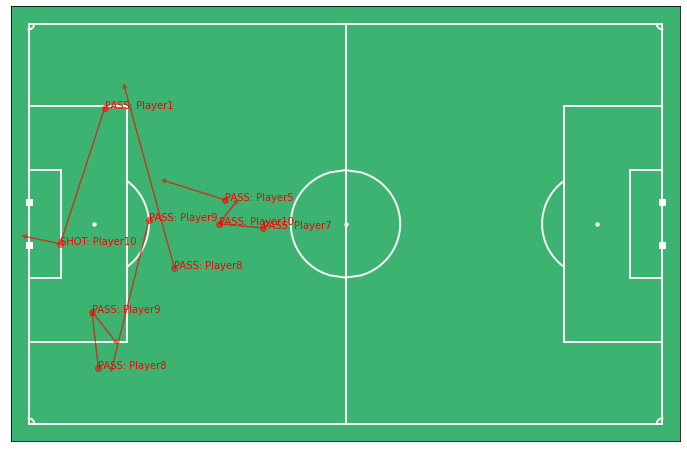 PASS: Player1
PASS: Player5
PASS: Player9
PASS: Player10
PASS: Player7
SHOT: Player10
PASS: Player8
PASS: Player9
PASS: Player8